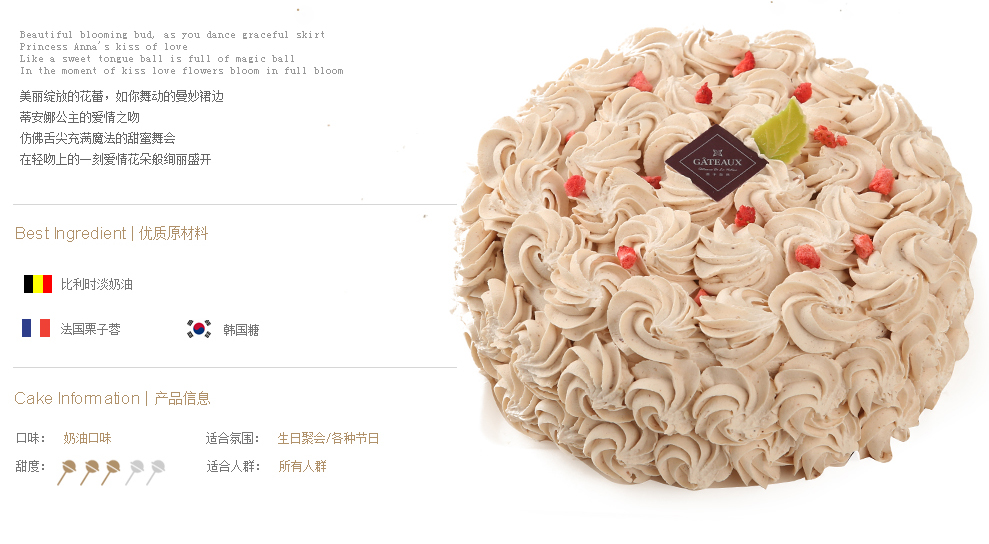 Beautiful blooming bud, as you dance graceful skirt
Princess Anna's kiss of love
Like a sweet tongue ball is full of magic ball
In the moment of kiss love flowers bloom in full bloom
美丽绽放的花蕾，如你舞动的曼妙裙边
蒂安娜公主的爱情之吻
仿佛舌尖充满魔法的甜蜜舞会
在轻吻上的一刻爱情花朵般绚丽盛开
GÂTEAUX
Best Ingredient | 优质原材料
比利时淡奶油
法国栗子蓉
韩国糖
Cake Information | 产品信息
口味： 奶油口味
适合氛围： 生日聚会/各种节日
甜度：
适合人群： 所有人群